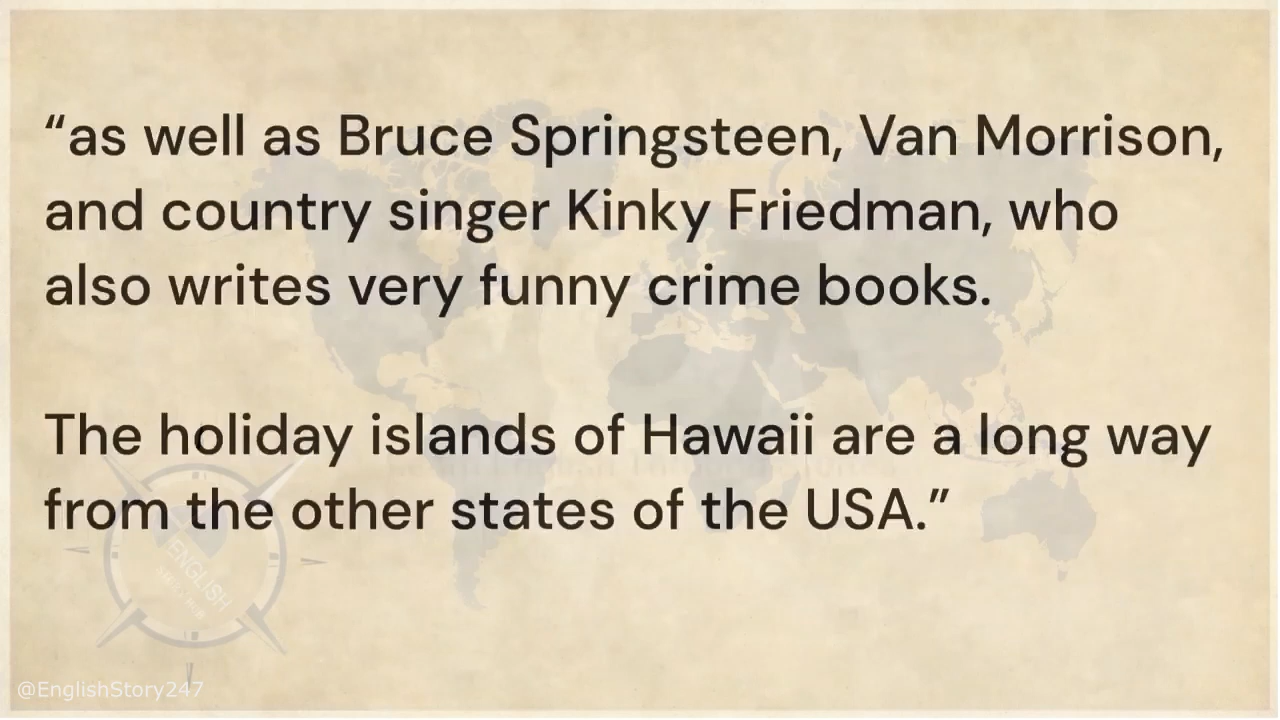 “as well as Bruce Springsteen, Van Morrison,
and country singer Kinky Friedman, who
also writes very funny crime books.
The holiday islands of Hawaii are a long way
from the other states of the USA.”
ENGLISH
@EnglishStory247